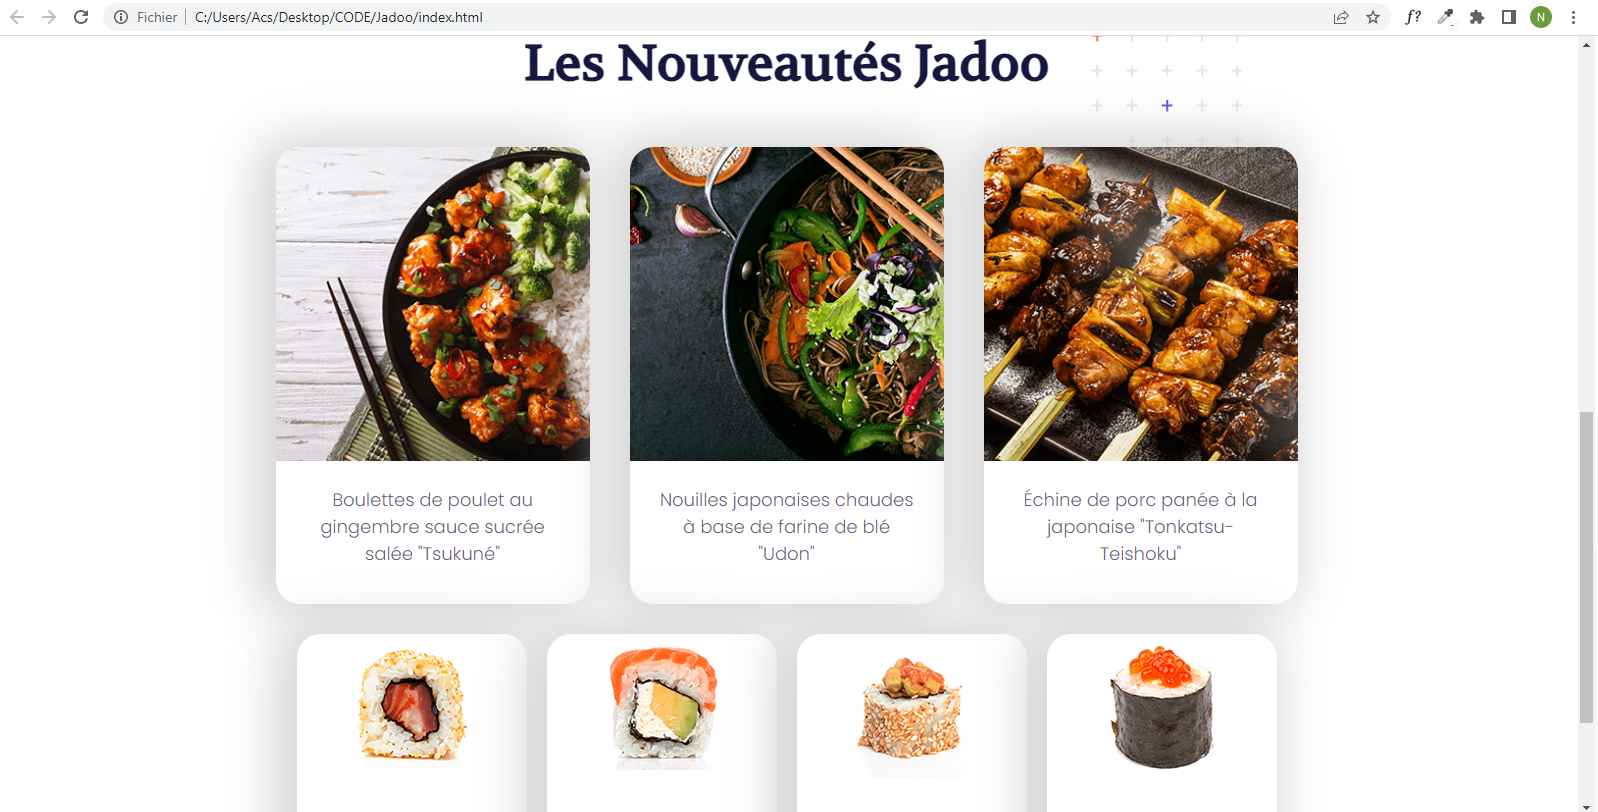 Fichier
C:/Users/Acs/Desktop/CODE/Jadoo/index.html
f?
N
Les Nouveautés Jadoo
Boulettes de poulet au
gingembre sauce sucrée
salée "Tsukuné"
Nouilles japonaises chaudes
à base de farine de blé
"Udon"
Échine de porc panée à la
japonaise "Tonkatsu-
Teishoku"